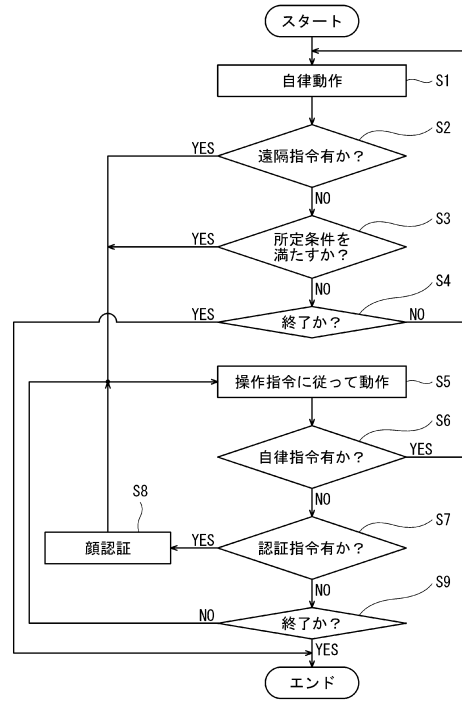 スタート
自律動作
S1
遠隔指令有か？
S2
YES
NO
所定条件を
満たすか？
S3
YES
NO
終了か？
S4
YES
NO
操作指令に従って動作
S5
自律指令有か？
S6
YES
NO
認証指令有か？
S7
YES
NO
顔認証
S8
終了か？
S9
NO
YES
エンド